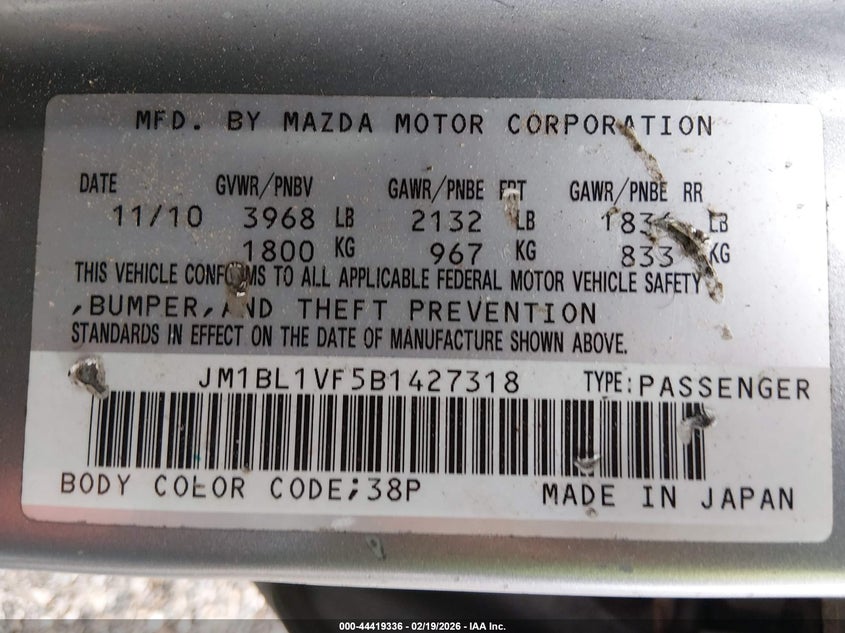 MFD. BY MAZDA MOTOR CORPORATION
DATE GVWR/PNBV GAWR/PNBE FRT GAWR/PNBE RR
11/10 3968 LB 2132 LB LB
1800 KG 967 KG 833 KG
THIS VEHICLE CONFORMS TO ALL APPLICABLE FEDERAL MOTOR VEHICLE SAFETY
,BUMPER,AND THEFT PREVENTION
STANDARDS IN EFFECT ON THE DATE OF MANUFACTURE SHOWN ABOVE.
JM1BL1VF5B1427318 TYPE:PASSENGER
BODY COLOR CODE;38P MADE IN JAPAN
000-44419336 - 02/19/2026 - IAA Inc.